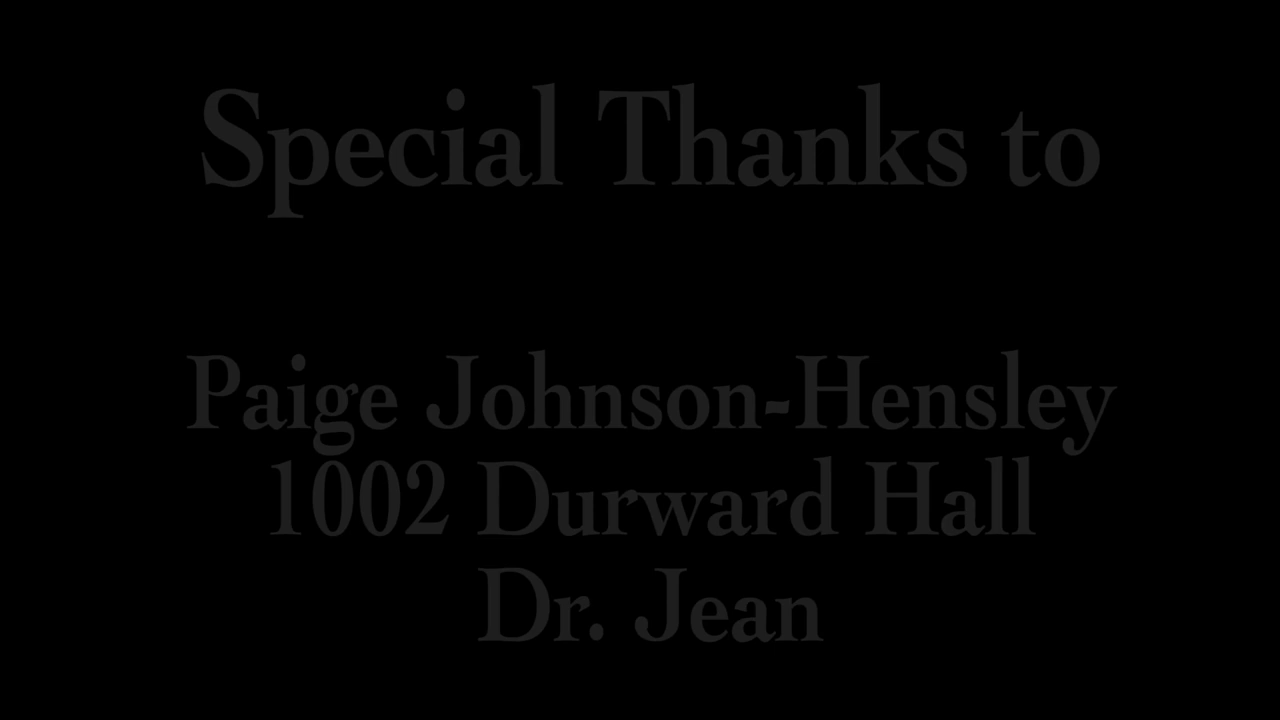 Special Thanks to
Paige Johnson-Hensley
1002 Durward Hall
Dr. Jean